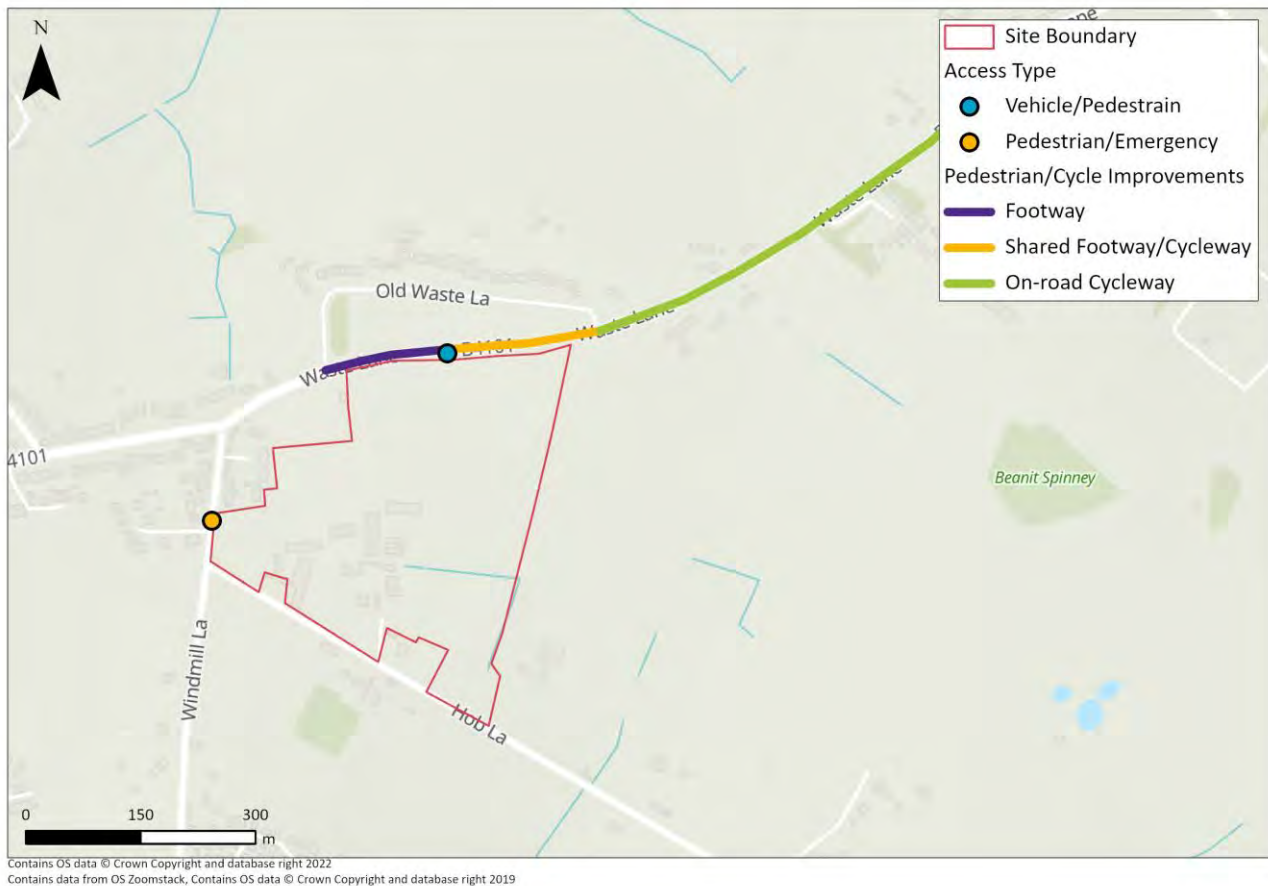 N
Site Boundary
Access Type
Vehicle/Pedestrain
Pedestrian/Emergency
Pedestrian/Cycle Improvements
Footway
Shared Footway/Cycleway
On-road Cycleway
Waste Lane
Old Waste La
Waste Lane
Waste Lane
4101
Beanit Spinney
Windmill La
Hob La
0 150 300
m
Contains OS data © Crown Copyright and database right 2022
Contains data from OS Zoomstack, Contains OS data © Crown Copyright and database right 2019